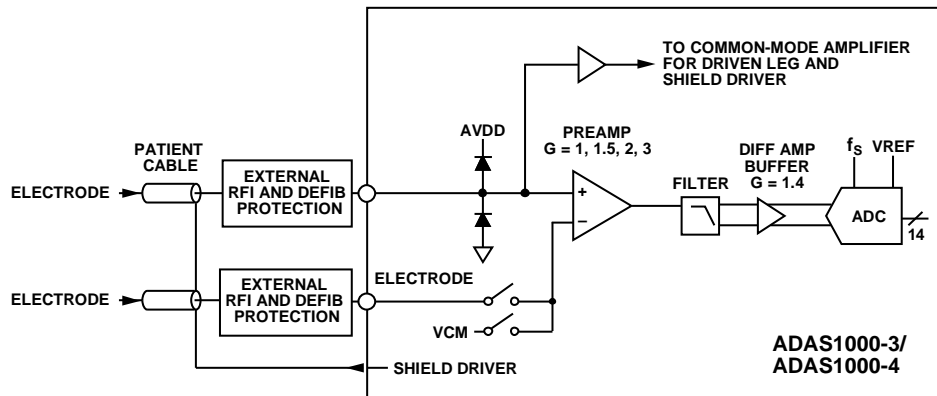 TO COMMON-MODE AMPLIFIER
FOR DRIVEN LEG AND
SHIELD DRIVER
AVDD
PREAMP
G = 1, 1.5, 2, 3
PATIENT
CABLE
DIFF AMP
BUFFER
G = 1.4
fS
VREF
ELECTRODE
EXTERNAL
RFI AND DEFIB
PROTECTION
+
–
FILTER
ADC
14
ELECTRODE
ELECTRODE
EXTERNAL
RFI AND DEFIB
PROTECTION
VCM
SHIELD DRIVER
ADAS1000-3/
ADAS1000-4